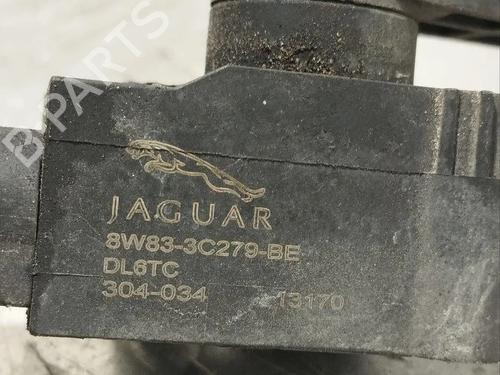 B PARTS
JAGUAR
8W83-3C279-BE
DL6TC
304-034 13170